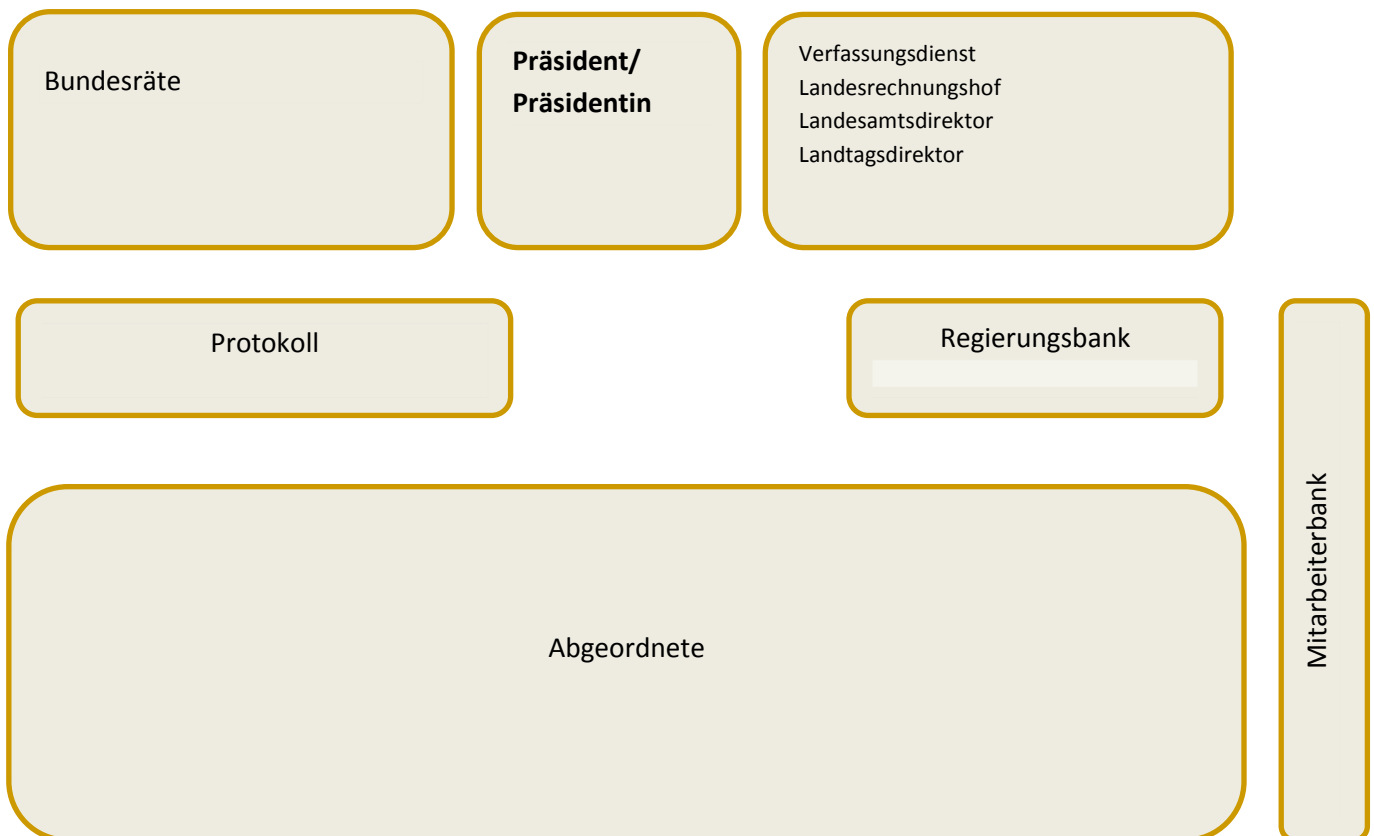 Bundesräte
Präsident/
Präsidentin
Verfassungsdienst
Landesrechnungshof
Landesamtsdirektor
Landtagsdirektor
Protokoll
Regierungsbank
Abgeordnete
Mitarbeiterbank